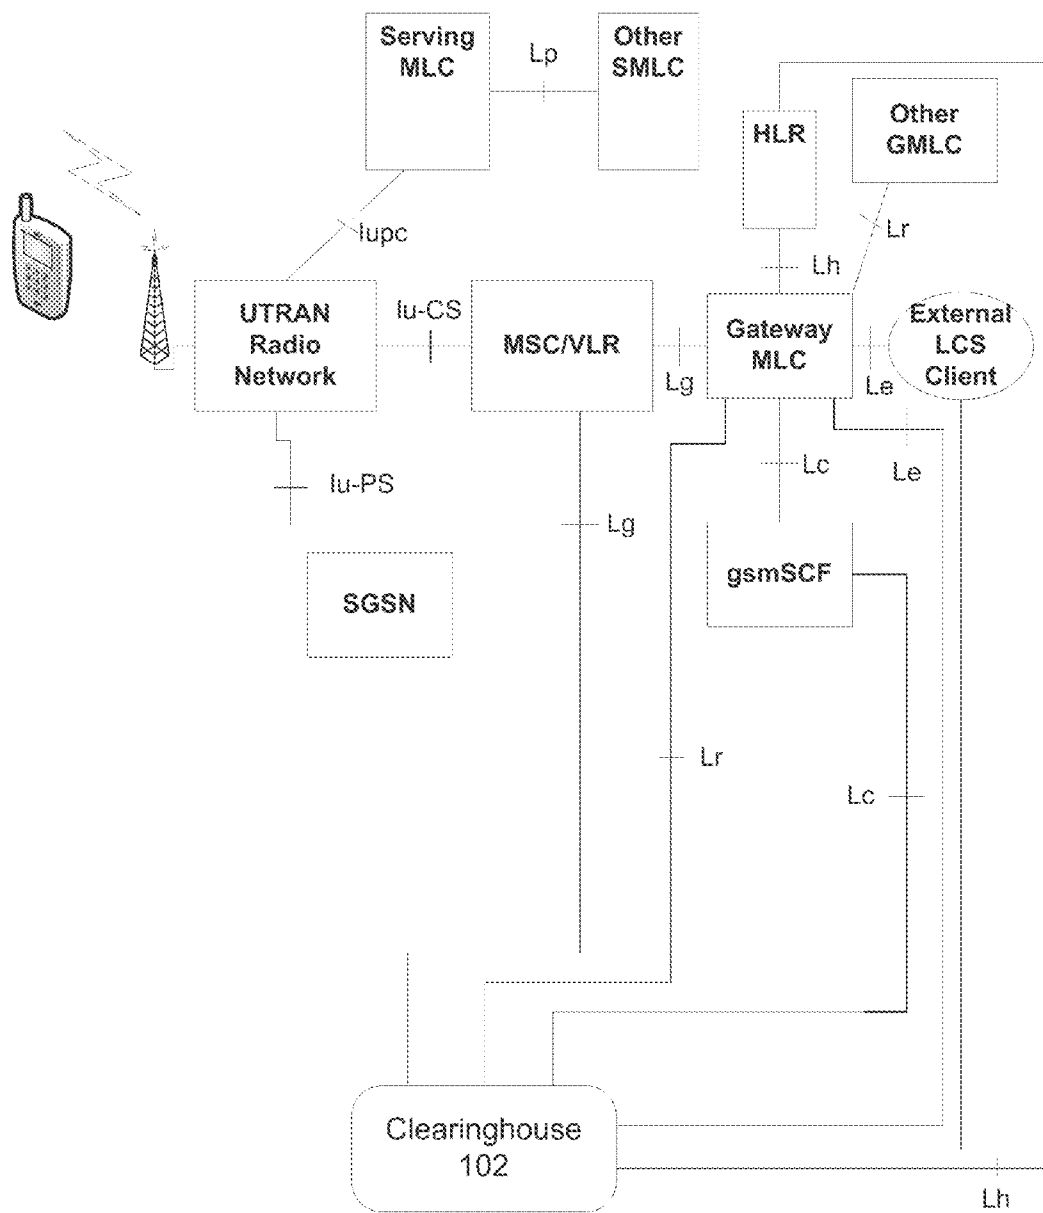 Serving
MLC
Lp
Other
SMLC
HLR
Other
GMLC
Iupc
Lr
Lh
UTRAN
Radio
Network
Iu-CS
MSC/VLR
Lg
Gateway
MLC
Le
External
LCS
Client
Iu-PS
Lg
Lc
Le
SGSN
gsmSCF
Lr
Lc
Clearinghouse
102
Lh